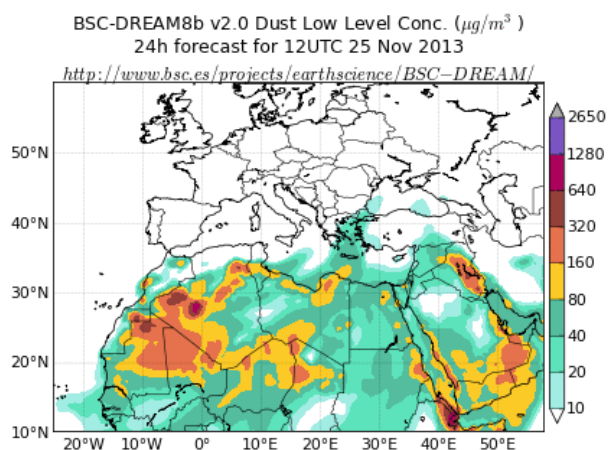 BSC-DREAM8b v2.0 Dust Low Level Conc. (μg/m³ )
24h forecast for 12UTC 25 Nov 2013
http://www.bsc.es/projects/earthscience/BSC−DREAM/
2650
1280
640
320
160
80
40
20
10
50°N
40°N
30°N
20°N
10°N
20°W 10°W 0° 10°E 20°E 30°E 40°E 50°E